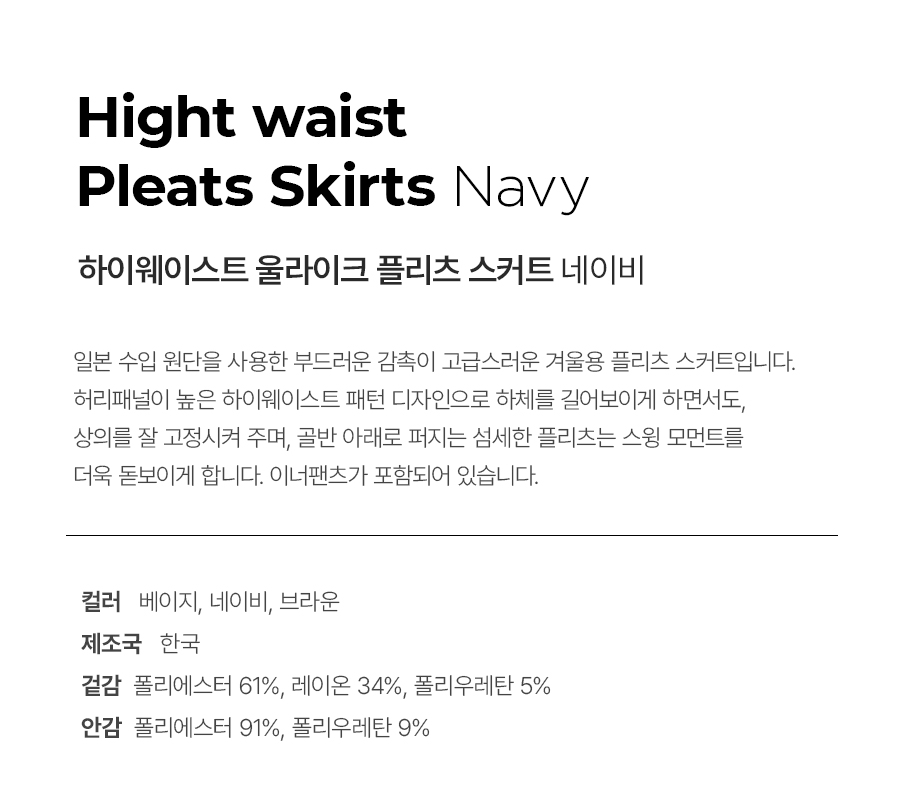 Hight waist
Pleats Skirts Navy
하이웨이스트 울라이크 플리츠 스커트 네이비
일본 수입 원단을 사용한 부드러운 감촉이 고급스러운 겨울용 플리츠 스커트입니다.
허리패널이 높은 하이웨이스트 패턴 디자인으로 하체를 길어보이게 하면서도,
상의를 잘 고정시켜 주며, 골반 아래로 퍼지는 섬세한 플리츠는 스윙 모먼트를
더욱 돋보이게 합니다. 이너팬츠가 포함되어 있습니다.
컬러 베이지, 네이비, 브라운
제조국 한국
겉감 폴리에스터 61%, 레이온 34%, 폴리우레탄 5%
안감 폴리에스터 91%, 폴리우레탄 9%